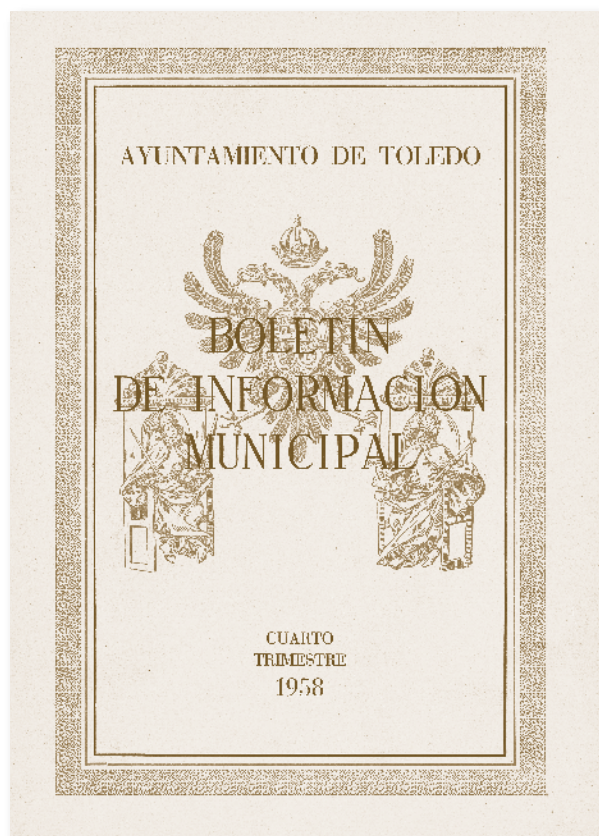 AYUNTAMIENTO DE TOLEDO
BOLETIN
DE INFORMACION
MUNICIPAL
CUARTO
TRIMESTRE
1958